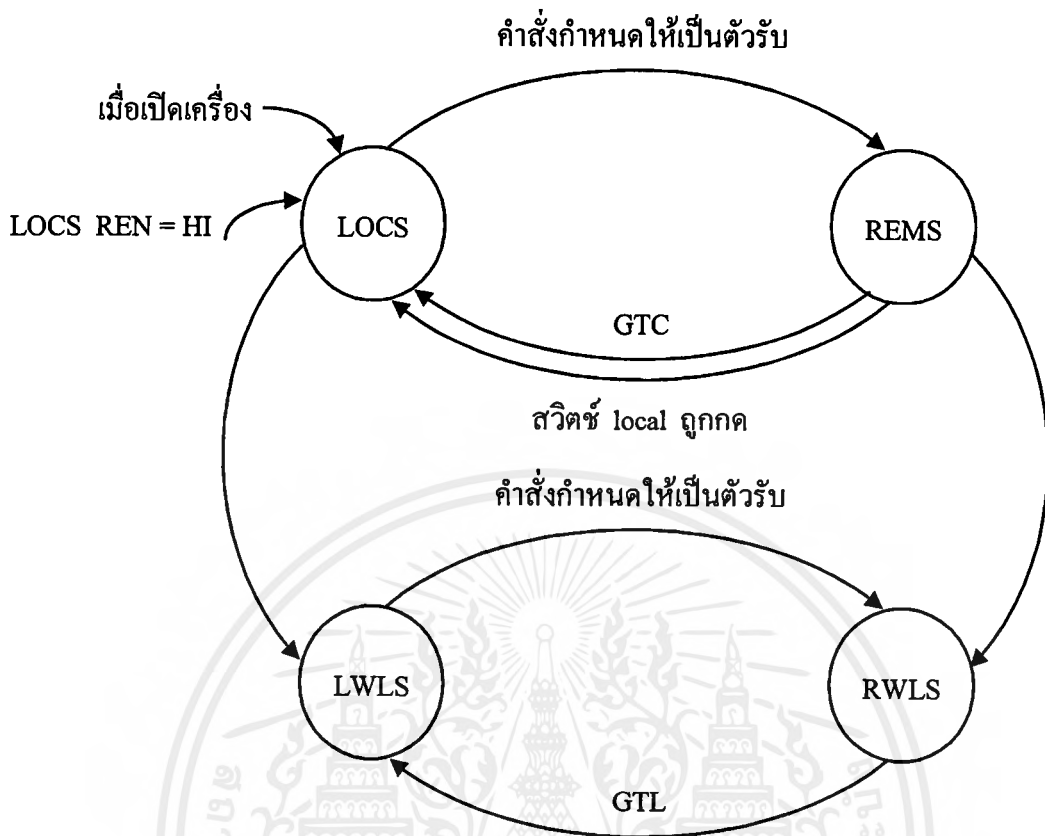 คำสั่งกำหนดให้เป็นตัวรับ
เมื่อเปิดเครื่อง
LOCS REN = HI
LOCS
REMS
GTC
สวิตช์ local ถูกกด
คำสั่งกำหนดให้เป็นตัวรับ
LWLS
RWLS
GTL